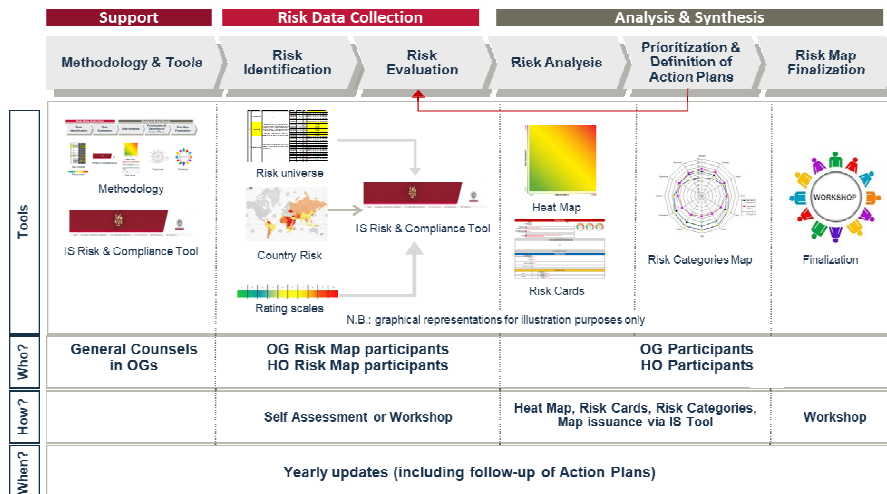 Support
Risk Data Collection
Analysis & Synthesis
Methodology & Tools
Risk
Identification
Risk
Evaluation
Risk Analysis
Prioritization &
Definition of
Action Plans
Risk Map
Finalization
Tools
Methodology
IS Risk & Compliance Tool
Risk universe
Country Risk
Rating scales
IS Risk & Compliance Tool
Heat Map
Risk Cards
Risk Categories Map
WORKSHOP
Finalization
N.B.: graphical representations for illustration purposes only
Who?
General Counsels
in OGs
OG Risk Map participants
HO Risk Map participants
OG Participants
HO Participants
How?
Self Assessment or Workshop
Heat Map, Risk Cards, Risk Categories,
Map issuance via IS Tool
Workshop
When?
Yearly updates (including follow-up of Action Plans)